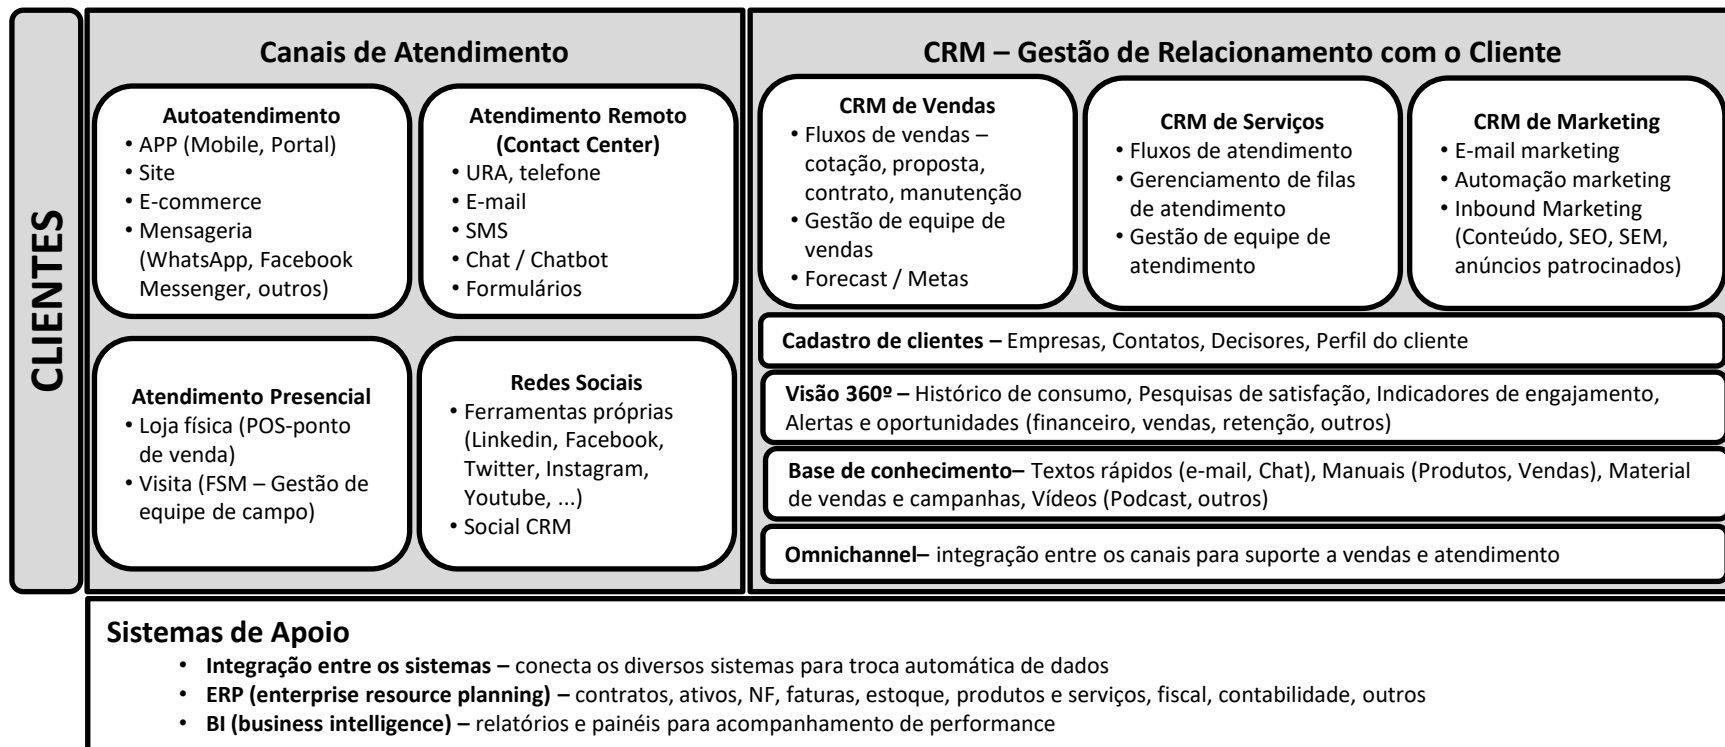 CLIENTES
Canais de Atendimento
Autoatendimento
• APP (Mobile, Portal)
• Site
• E-commerce
• Mensageria
(WhatsApp, Facebook
Messenger, outros)
Atendimento Remoto
(Contact Center)
• URA, telefone
• E-mail
• SMS
• Chat / Chatbot
• Formulários
Atendimento Presencial
• Loja física (POS-ponto
de venda)
• Visita (FSM – Gestão de
equipe de campo)
Redes Sociais
• Ferramentas próprias
(Linkedin, Facebook,
Twitter, Instagram,
Youtube, ...)
• Social CRM
CRM – Gestão de Relacionamento com o Cliente
CRM de Vendas
• Fluxos de vendas –
cotação, proposta,
contrato, manutenção
• Gestão de equipe de
vendas
• Forecast / Metas
CRM de Serviços
• Fluxos de atendimento
• Gerenciamento de filas
de atendimento
• Gestão de equipe de
atendimento
CRM de Marketing
• E-mail marketing
• Automação marketing
• Inbound Marketing
(Conteúdo, SEO, SEM,
anúncios patrocinados)
Cadastro de clientes – Empresas, Contatos, Decisores, Perfil do cliente
Visão 360º – Histórico de consumo, Pesquisas de satisfação, Indicadores de engajamento,
Alertas e oportunidades (financeiro, vendas, retenção, outros)
Base de conhecimento– Textos rápidos (e-mail, Chat), Manuais (Produtos, Vendas), Material
de vendas e campanhas, Vídeos (Podcast, outros)
Omnichannel– integração entre os canais para suporte a vendas e atendimento
Sistemas de Apoio
• Integração entre os sistemas – conecta os diversos sistemas para troca automática de dados
• ERP (enterprise resource planning) – contratos, ativos, NF, faturas, estoque, produtos e serviços, fiscal, contabilidade, outros
• BI (business intelligence) – relatórios e painéis para acompanhamento de performance